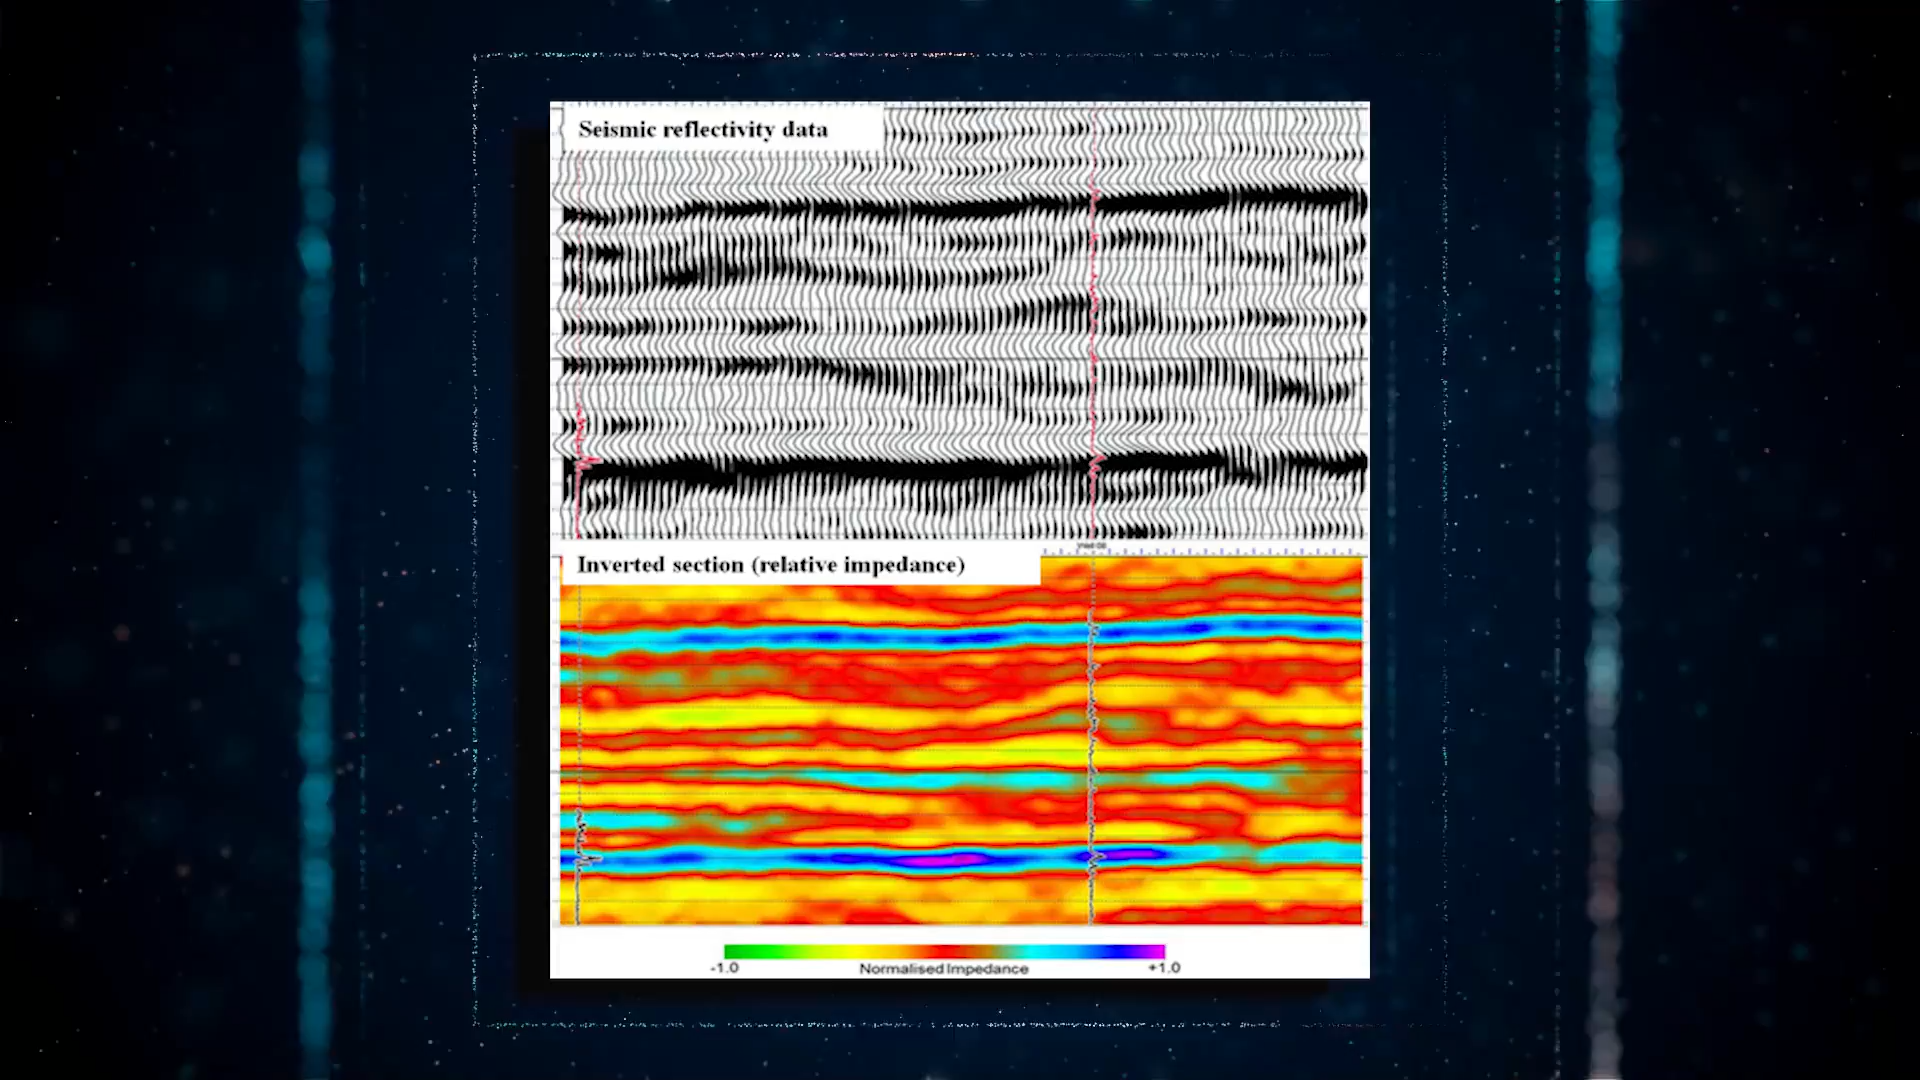 Seismic reflectivity data
Inverted section (relative impedance)
-1.0
Normalised Impedance
+1.0